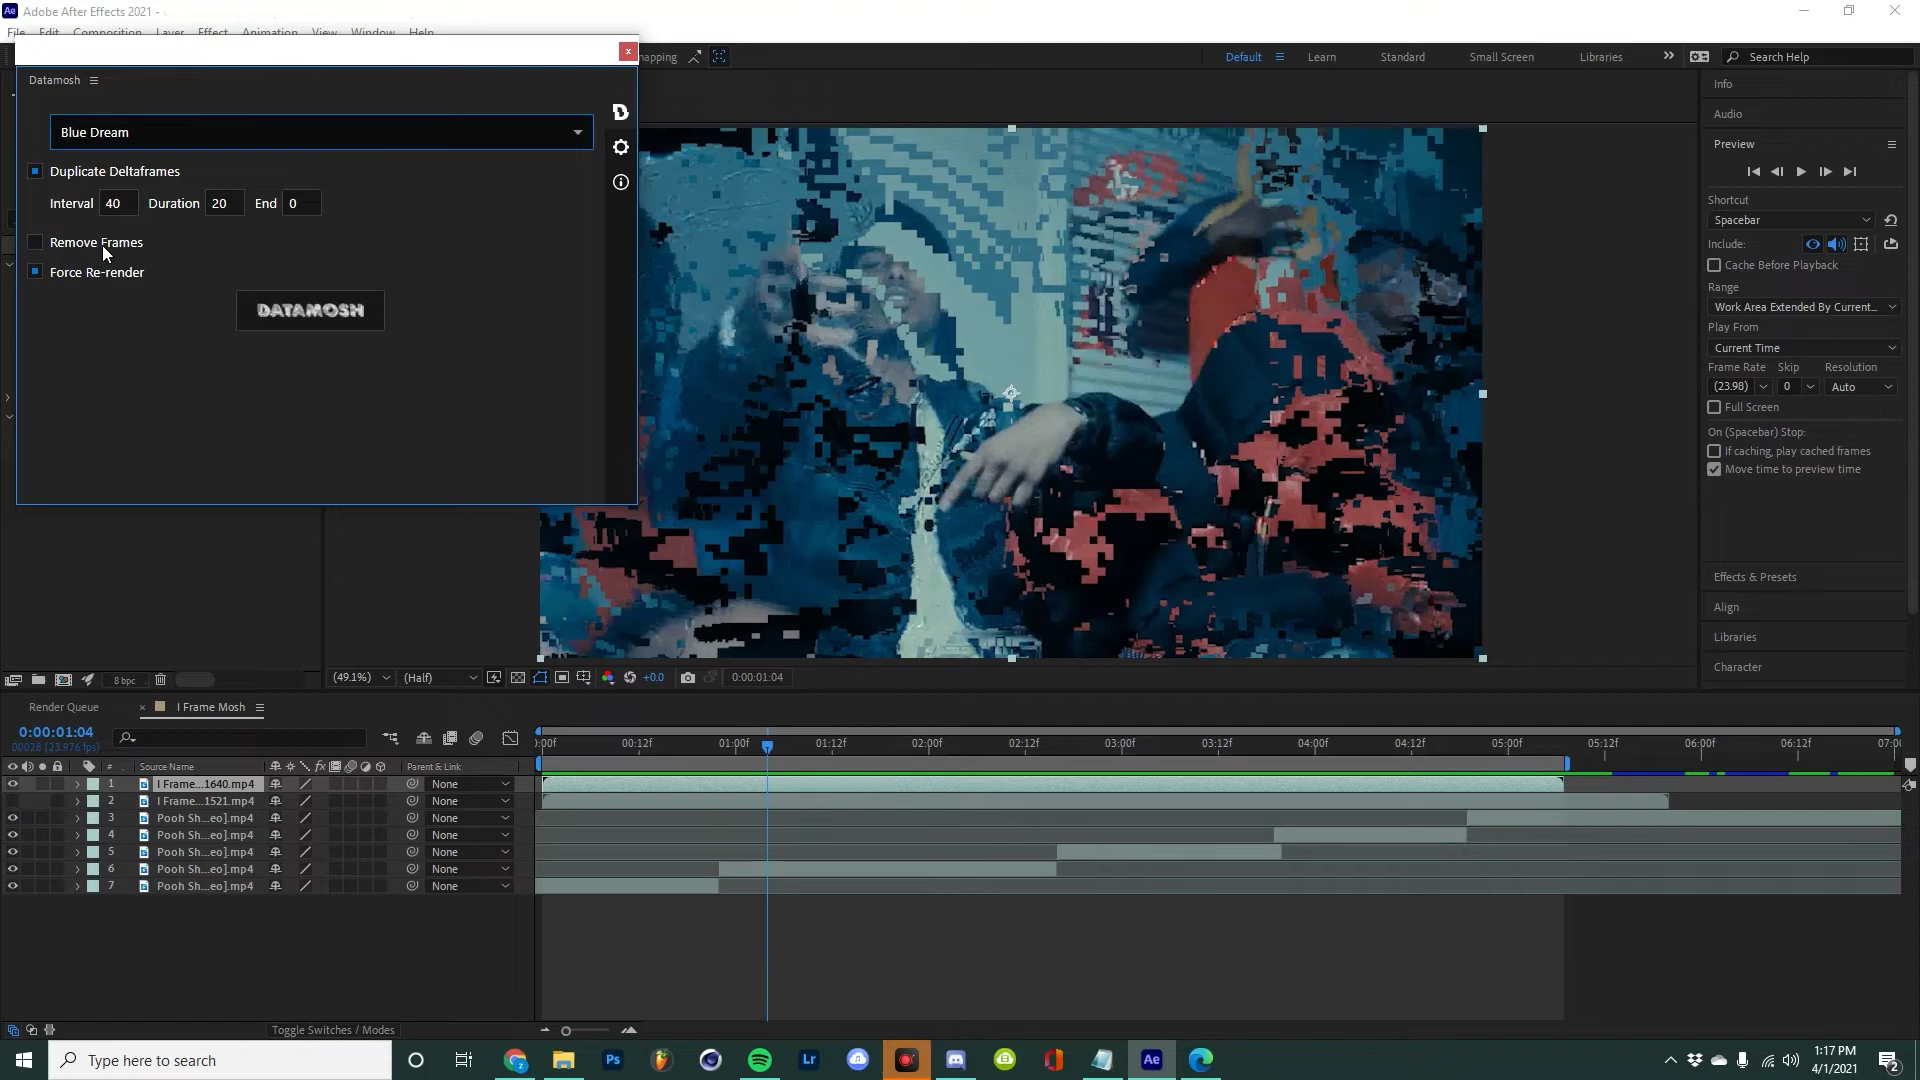 Ae Adobe After Effects 2021 -
File Edit Composition Layer Effect Animation View Window Help
napping Default Learn Standard Small Screen Libraries Search Help
Datamosh
Blue Dream
Duplicate Deltaframes
Interval 40 Duration 20 End 0
Remove Frames
Force Re-render
DATAMOSH
Info
Audio
Preview
Shortcut
Spacebar
Include:
Cache Before Playback
Range
Work Area Extended By Current...
Play From
Current Time
Frame Rate Skip Resolution
(23.98) 0 Auto
Full Screen
On (Spacebar) Stop:
If caching, play cached frames
Move time to preview time
Effects & Presets
Align
Libraries
Character
8 bpc (49.1%) (Half) +0.0 0:00:01:04
Render Queue × I Frame Mosh
0:00:01:04
00028 (23.976 fps)
:00f 00:12f 01:00f 01:12f 02:00f 02:12f 03:00f 03:12f 04:00f 04:12f 05:00f 05:12f 06:00f 06:12f 07:00
# Source Name fx Parent & Link
1 I Frame...1640.mp4 None
2 I Frame...1521.mp4 None
3 Pooh Sh...eo].mp4 None
4 Pooh Sh...eo].mp4 None
5 Pooh Sh...eo].mp4 None
6 Pooh Sh...eo].mp4 None
7 Pooh Sh...eo].mp4 None
Toggle Switches / Modes
Type here to search Ps Lr Ae 1:17 PM
4/1/2021
2